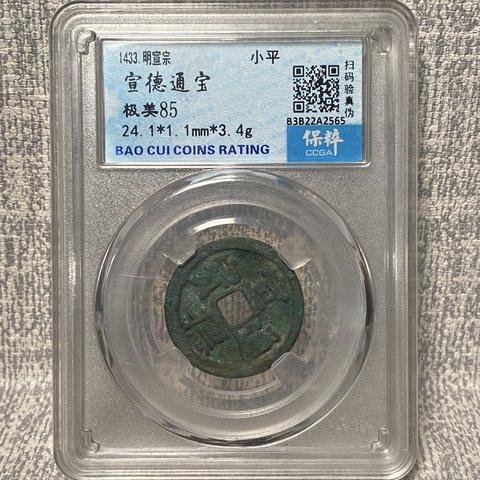 1433.明宣宗 小平
宣德通宝
极美85
24.1*1.1mm*3.4g
BAO CUI COINS RATING
扫码验真伪
B3B22A2565
保粹
CCGA